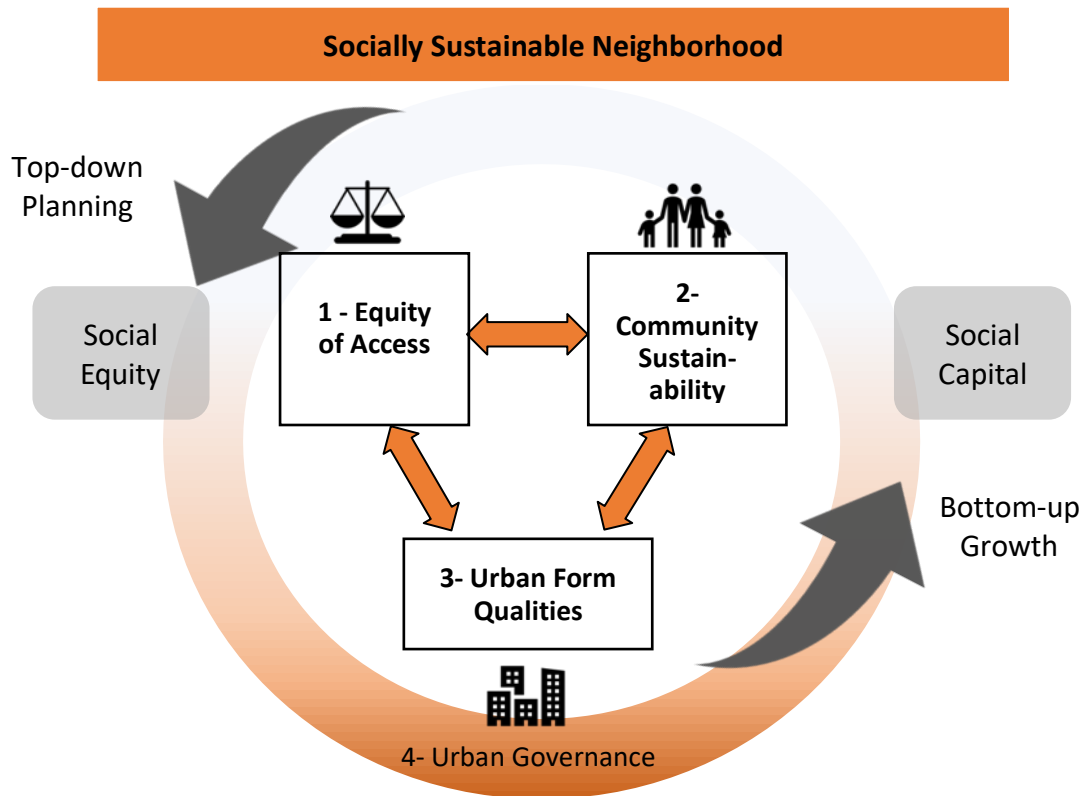 Socially Sustainable Neighborhood
Top-down
Planning
Social
Equity
1 - Equity
of Access
2-
Community
Sustain-
ability
Social
Capital
Bottom-up
Growth
3- Urban Form
Qualities
4- Urban Governance